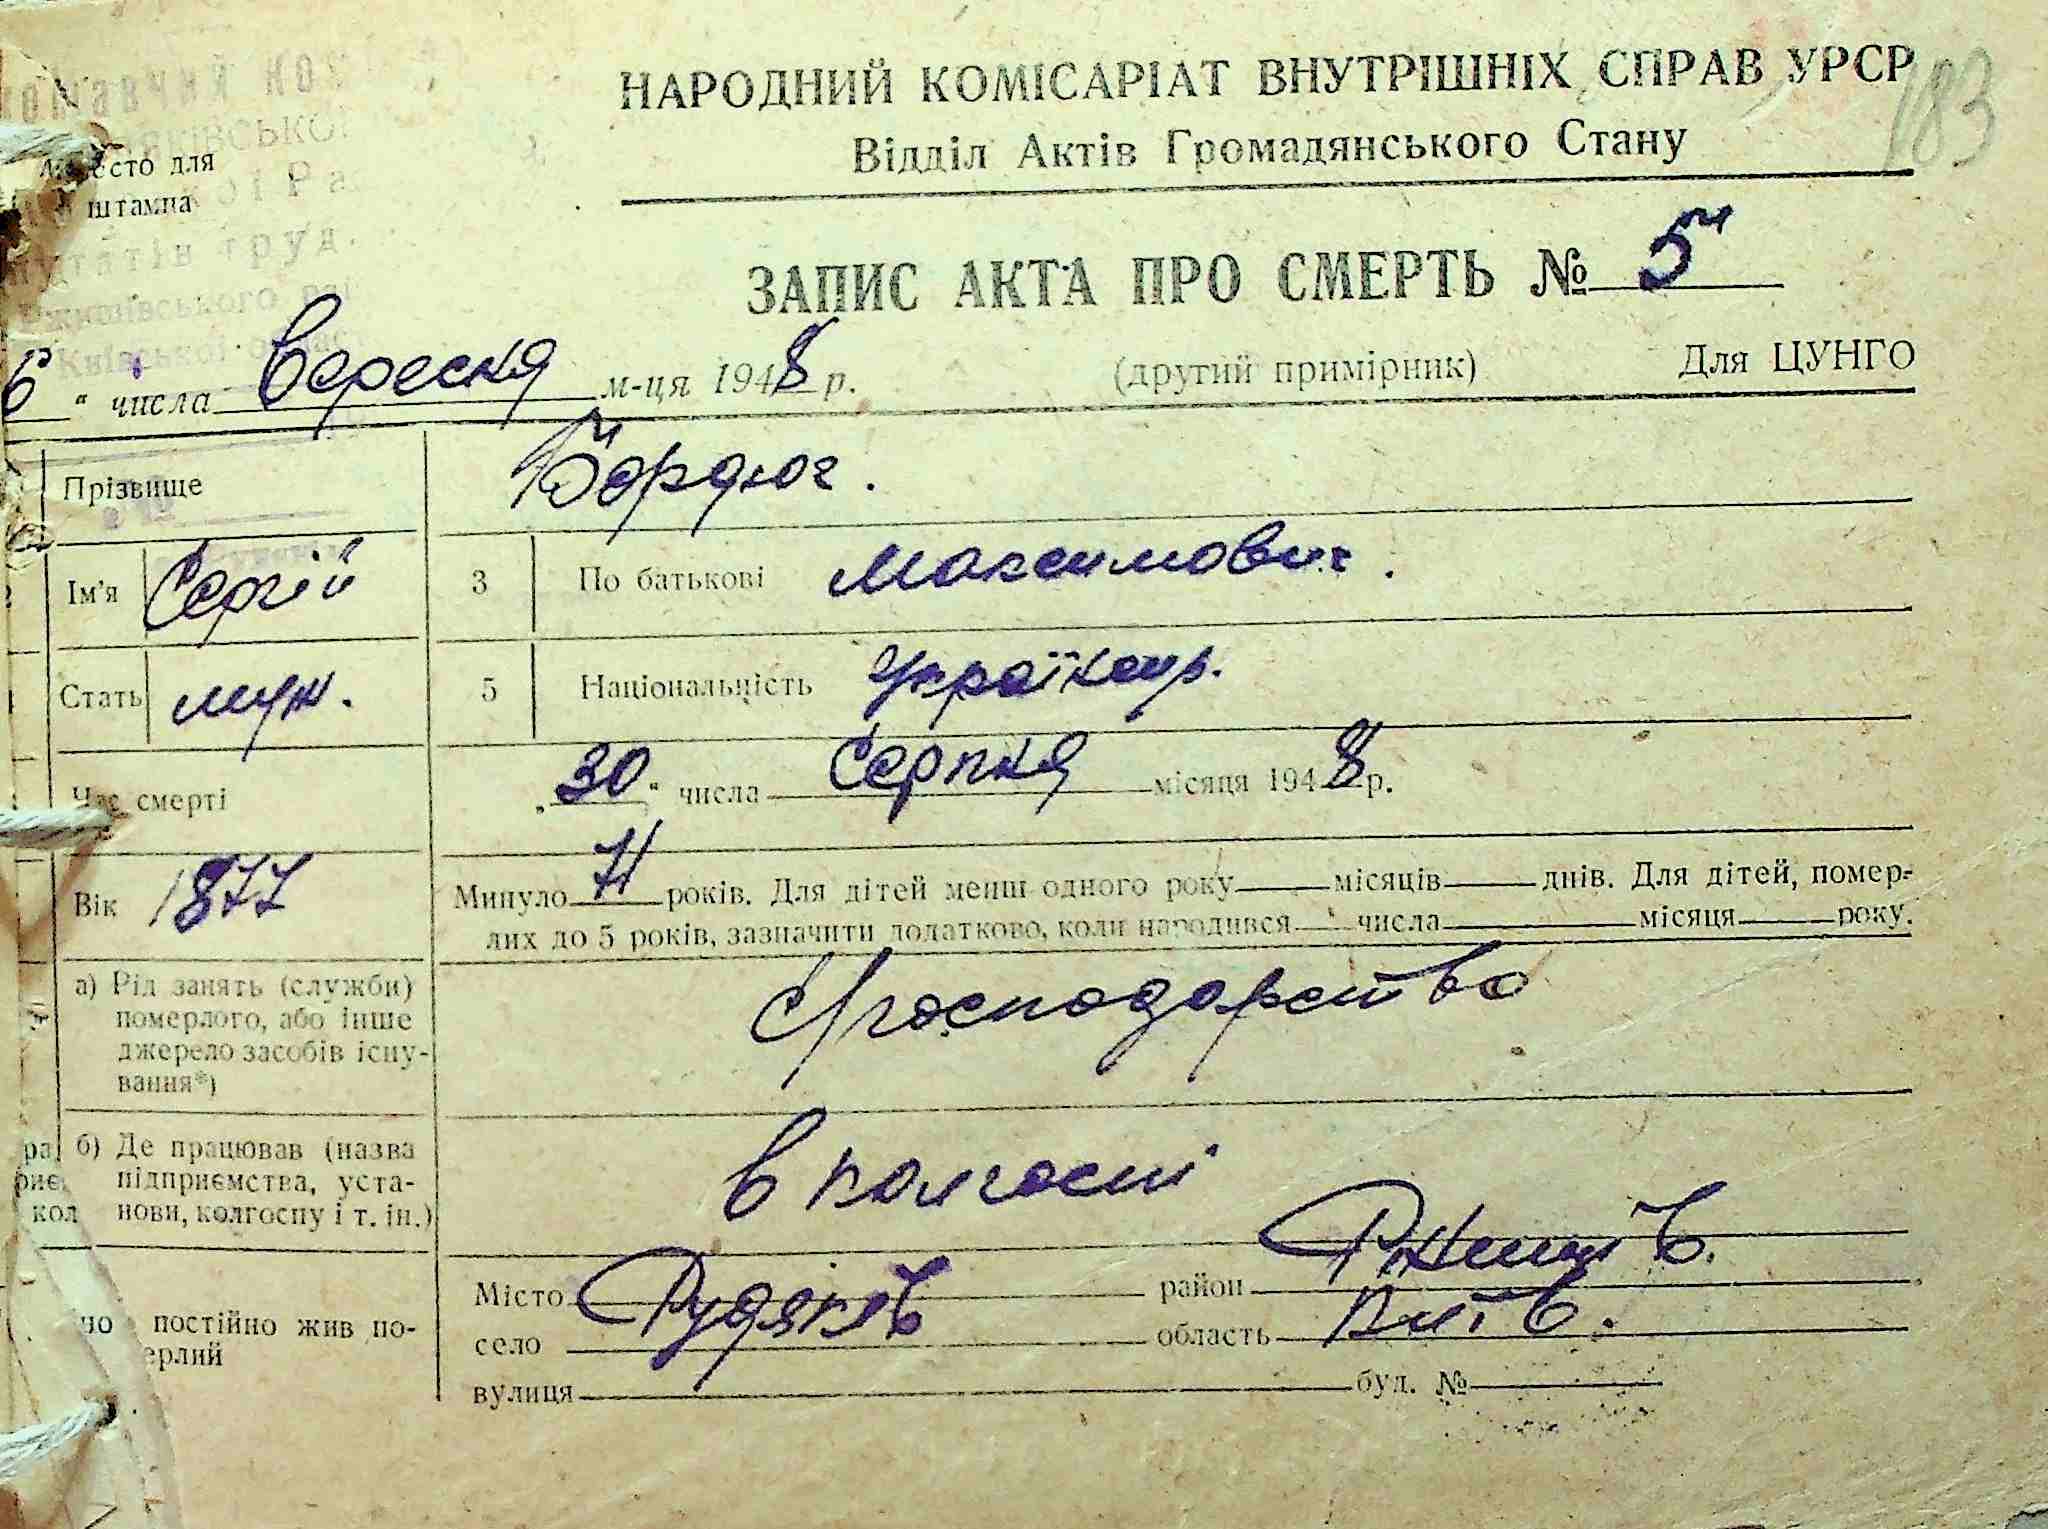 НАРОДНИЙ КОМІСАРІАТ ВНУТРІШНІХ СПРАВ УРСР
183
Відділ Актів Громадянського Стану
Місто для
штампа
ЗАПИС АКТА ПРО СМЕРТЬ № 5
6 " числа Вересня м-ця 1948 р. (другий примірник) Для ЦУНГО
Прізвище Бердюг.
Ім'я Сергій 3 По батькові Максимович.
Стать муж. 5 Національність
Час смерті „30" числа Серпня місяця 1948 р.
Вік 1877 Минуло 71 років. Для дітей менш одного року місяців днів. Для дітей, помер-
лих до 5 років, зазначити додатково, коли народився числа місяця року.
а) Рід занять (служби)
померлого, або інше
джерело засобів існу-
вання*)
С/господарство
б) Де працював (назва
підприємства, уста-
нови, колгоспу і т. ін.)
в колгоспі
постійно жив по-
ерлий
Місто Рудяків район Ржищів.
село область Київ.
вулиця буд. №